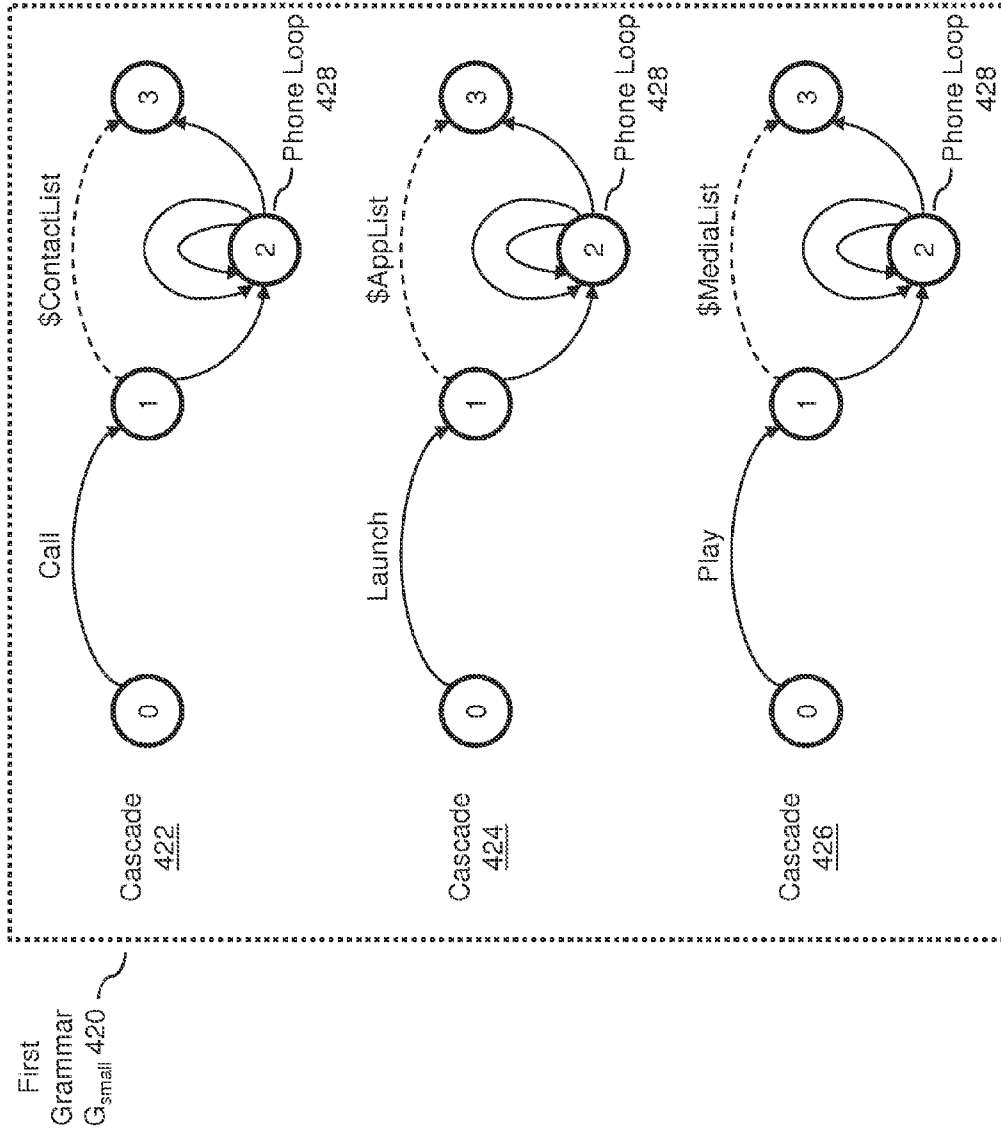 First
Grammar
G_small 420
Cascade
422
0
Call
1
$ContactList
2
3
Phone Loop
428
Cascade
424
0
Launch
1
$AppList
2
3
Phone Loop
428
Cascade
426
0
Play
1
$MediaList
2
3
Phone Loop
428